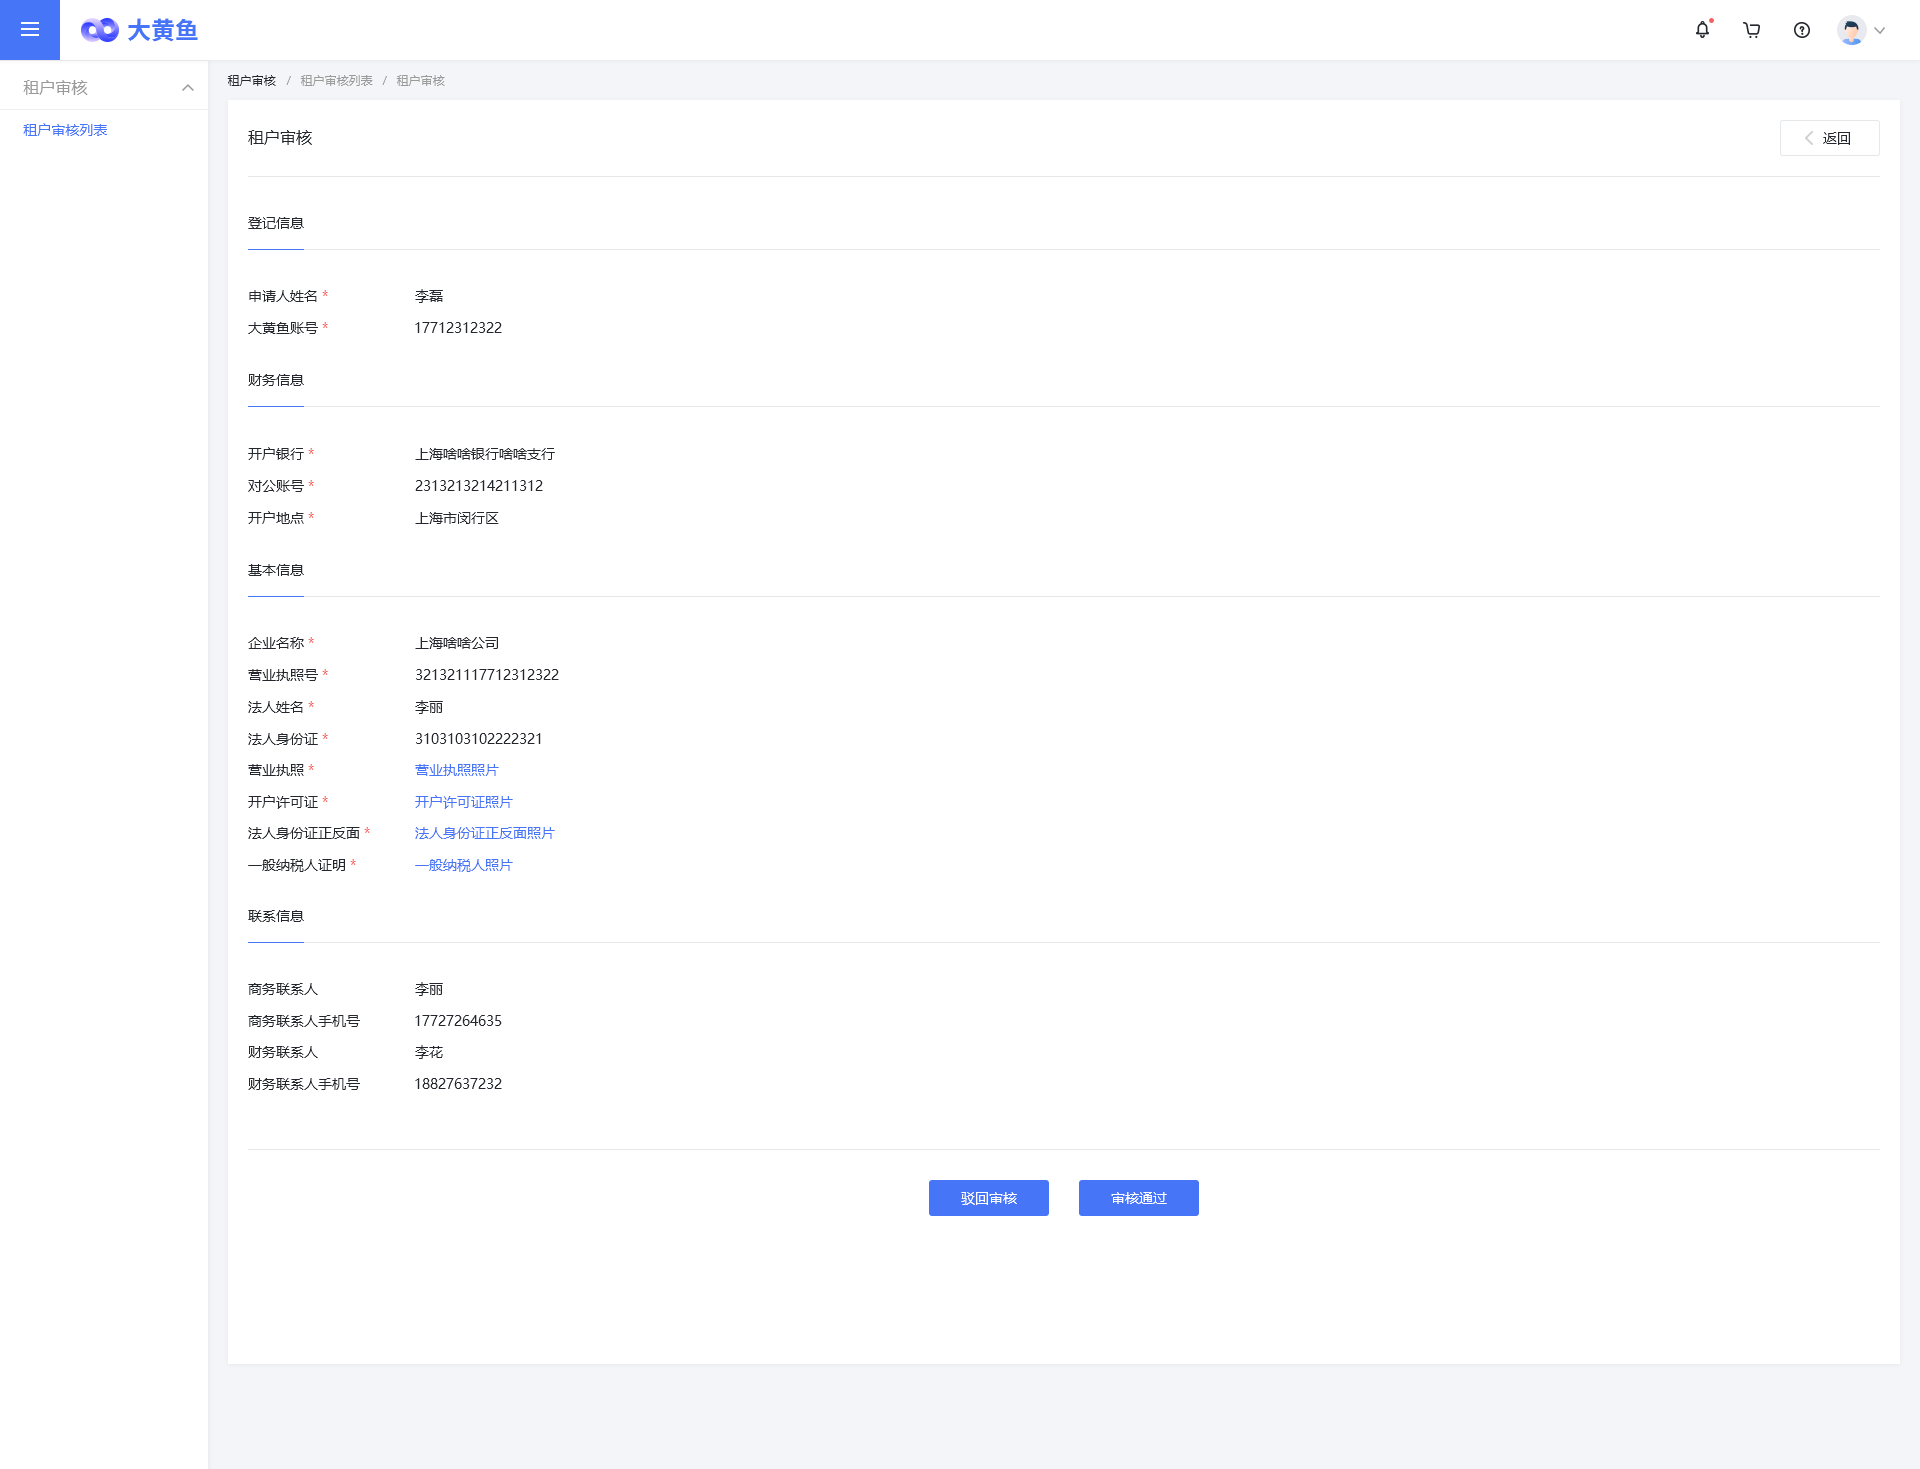 大黄鱼
租户审核
租户审核列表
租户审核 / 租户审核列表 / 租户审核
租户审核
返回
登记信息
申请人姓名 * 李磊
大黄鱼账号 * 17712312322
财务信息
开户银行 * 上海啥啥银行啥啥支行
对公账号 * 2313213214211312
开户地点 * 上海市闵行区
基本信息
企业名称 * 上海啥啥公司
营业执照号 * 321321117712312322
法人姓名 * 李丽
法人身份证 * 3103103102222321
营业执照 * 营业执照照片
开户许可证 * 开户许可证照片
法人身份证正反面 * 法人身份证正反面照片
一般纳税人证明 * 一般纳税人照片
联系信息
商务联系人 李丽
商务联系人手机号 17727264635
财务联系人 李花
财务联系人手机号 18827637232
驳回审核 审核通过